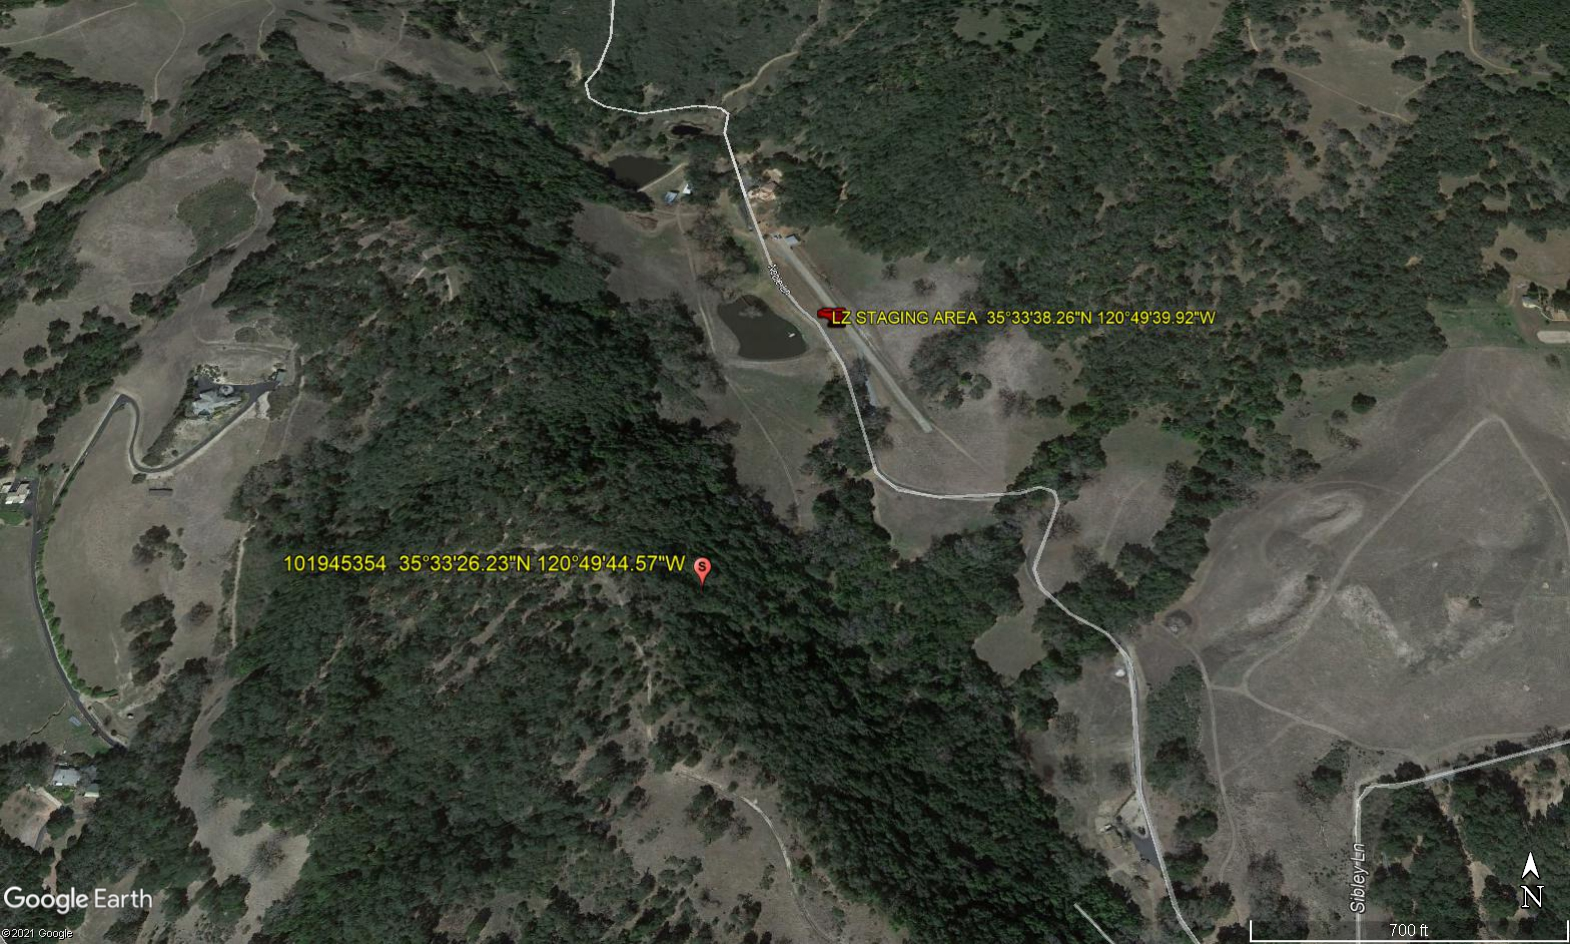 LZ STAGING AREA 35°33'38.26"N 120°49'39.92"W
101945354 35°33'26.23"N 120°49'44.57"W
S
Sibley Ln
Google Earth
N
©2021 Google
700 ft